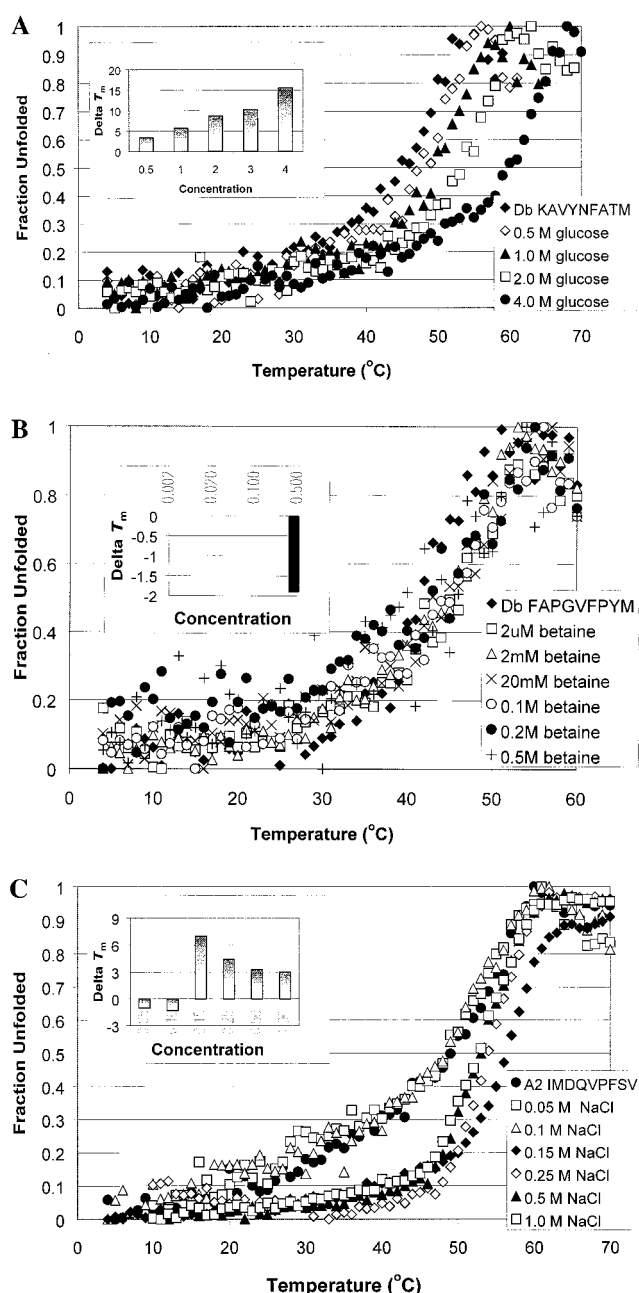 A
Fraction Unfolded
1
0.9
0.8
0.7
0.6
0.5
0.4
0.3
0.2
0.1
0
Delta Tm
20
15
10
5
0
0.5 1 2 3 4
Concentration
◆ Db KAVYNFATM
◇ 0.5 M glucose
▲ 1.0 M glucose
□ 2.0 M glucose
● 4.0 M glucose
0 10 20 30 40 50 60 70
Temperature (°C)
B
Fraction Unfolded
1
0.8
0.6
0.4
0.2
0
0.002 0.020 0.100 0.500
Delta Tm
0
-0.5
-1
-1.5
-2
Concentration
◆ Db FAPGVFPYM
□ 2uM betaine
△ 2mM betaine
× 20mM betaine
○ 0.1M betaine
● 0.2M betaine
+ 0.5M betaine
0 10 20 30 40 50 60
Temperature (°C)
C
Fraction Unfolded
1
0.9
0.8
0.7
0.6
0.5
0.4
0.3
0.2
0.1
0
Delta Tm
9
6
3
0
-3
Concentration
● A2 IMDQVPFSV
□ 0.05 M NaCl
△ 0.1 M NaCl
◆ 0.15 M NaCl
◇ 0.25 M NaCl
▲ 0.5 M NaCl
□ 1.0 M NaCl
0 10 20 30 40 50 60 70
Temperature (°C)